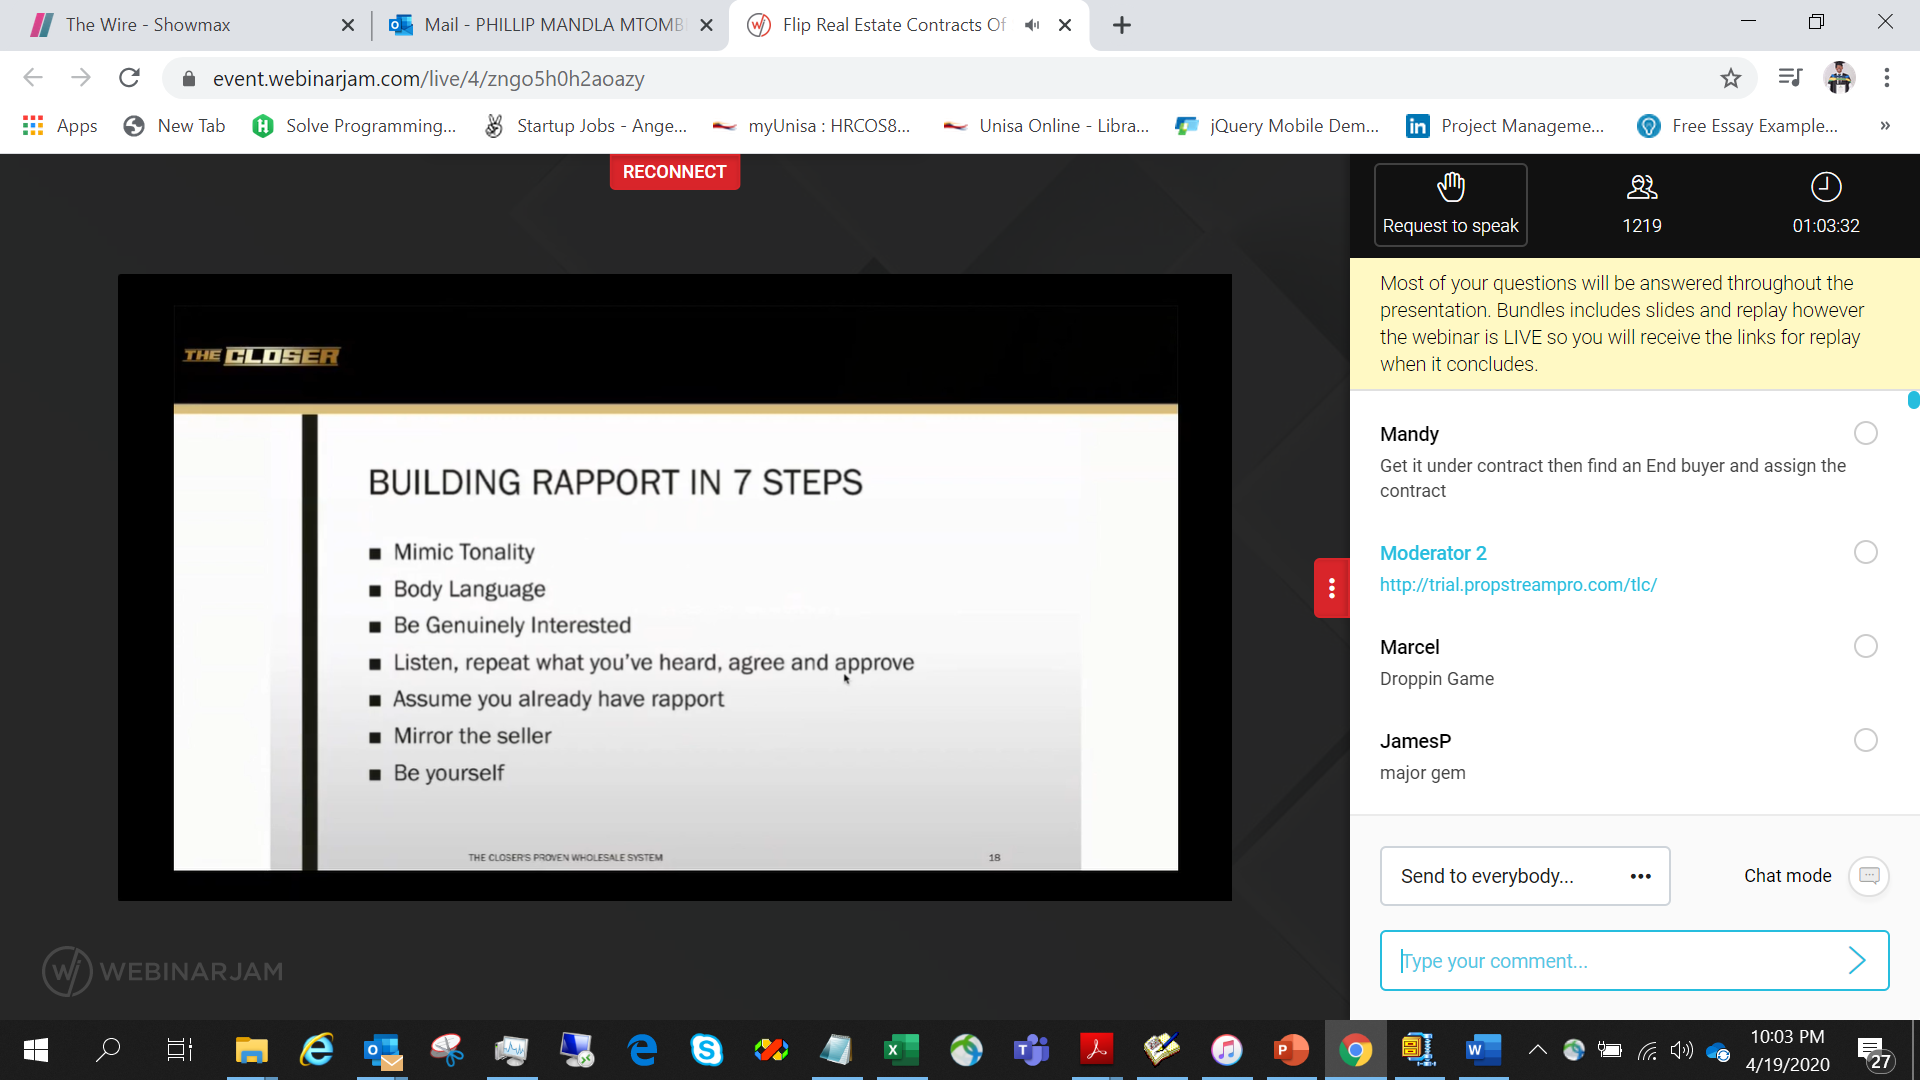 The Wire - Showmax
Mail - PHILLIP MANDLA MTOMB
Flip Real Estate Contracts Of
event.webinarjam.com/live/4/zngo5h0h2aoazy
Apps
New Tab
Solve Programming...
Startup Jobs - Ange...
myUnisa : HRCOS8...
Unisa Online - Libra...
jQuery Mobile Dem...
Project Manageme...
Free Essay Example...
»
RECONNECT
THE CLOSER
BUILDING RAPPORT IN 7 STEPS
Mimic Tonality
Body Language
Be Genuinely Interested
Listen, repeat what you've heard, agree and approve
Assume you already have rapport
Mirror the seller
Be yourself
THE CLOSER'S PROVEN WHOLESALE SYSTEM
18
WEBINARJAM
Request to speak
1219
01:03:32
Most of your questions will be answered throughout the
presentation. Bundles includes slides and replay however
the webinar is LIVE so you will receive the links for replay
when it concludes.
Mandy
Get it under contract then find an End buyer and assign the
contract
Moderator 2
http://trial.propstreampro.com/tlc/
Marcel
Droppin Game
JamesP
major gem
Send to everybody...
Chat mode
Type your comment...
10:03 PM
4/19/2020
27